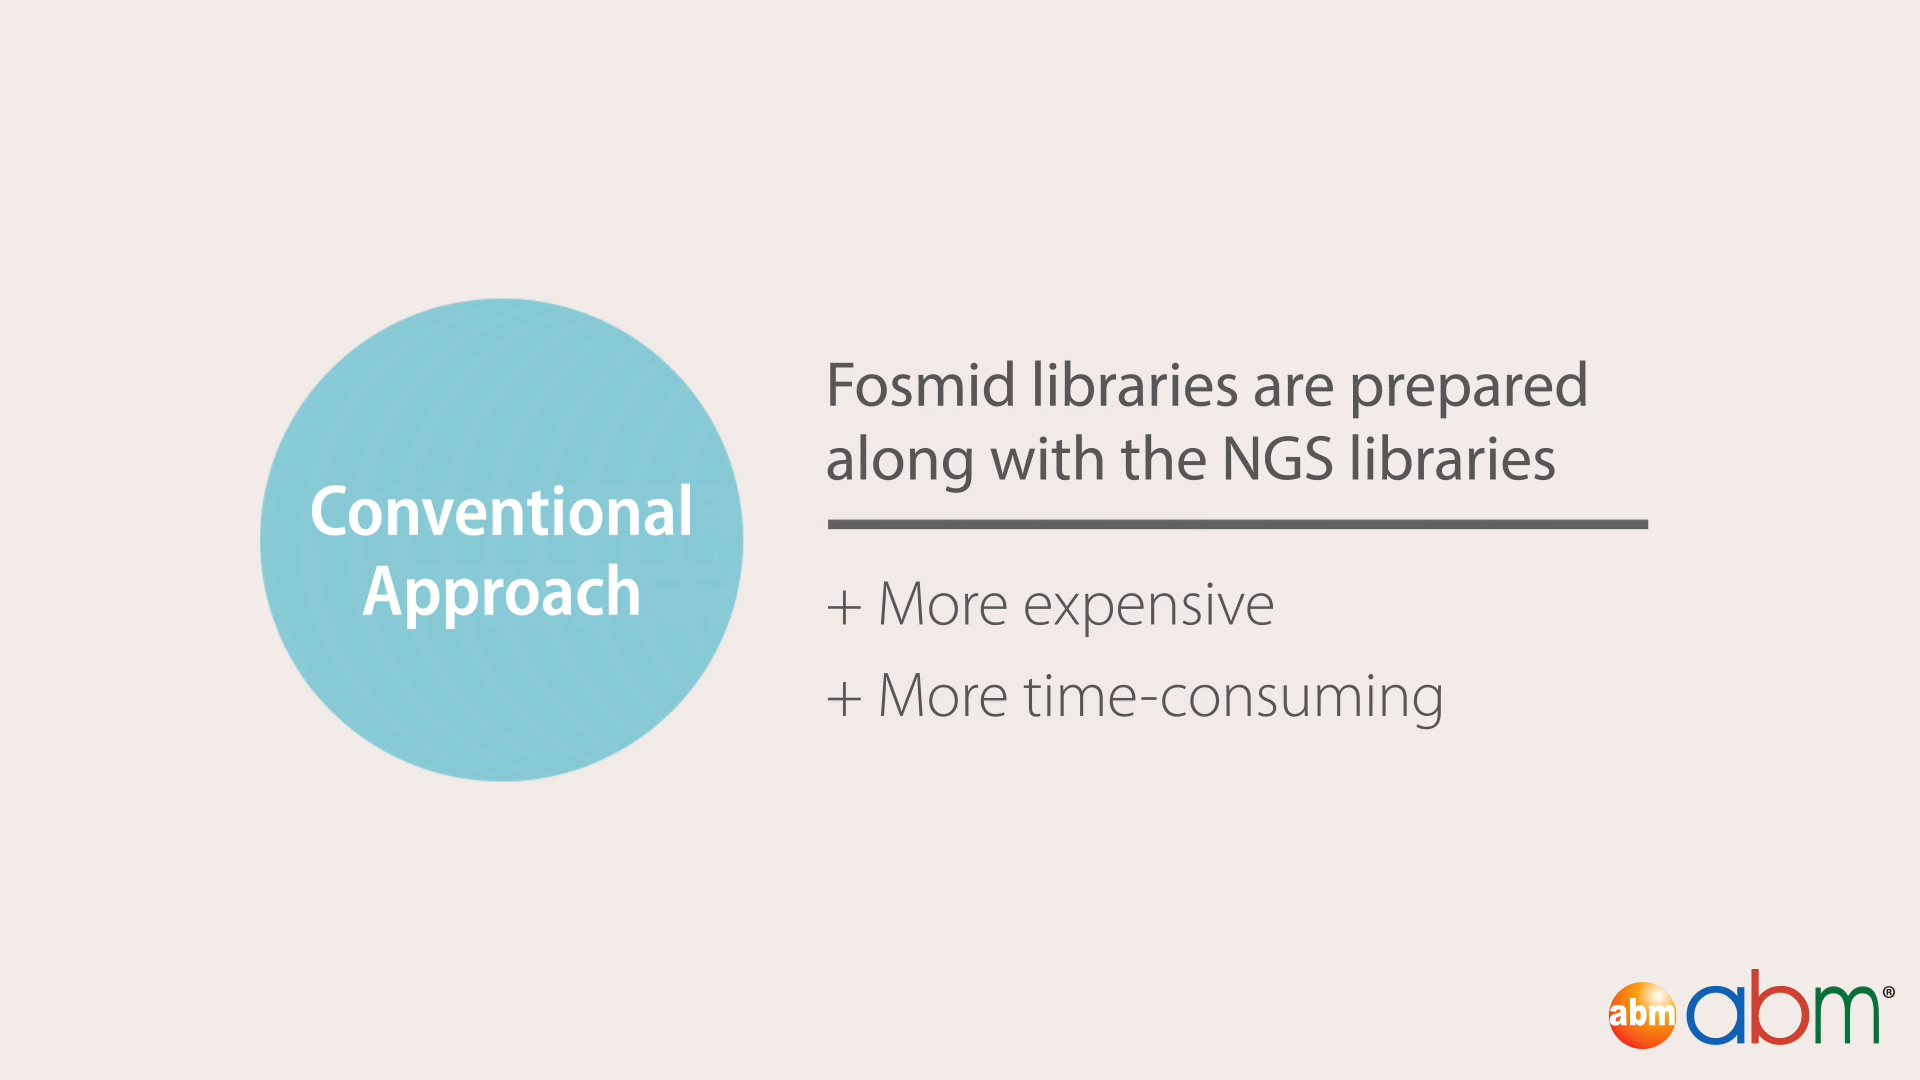 Conventional
Approach
Fosmid libraries are prepared
along with the NGS libraries
+ More expensive
+ More time-consuming
abm abm®